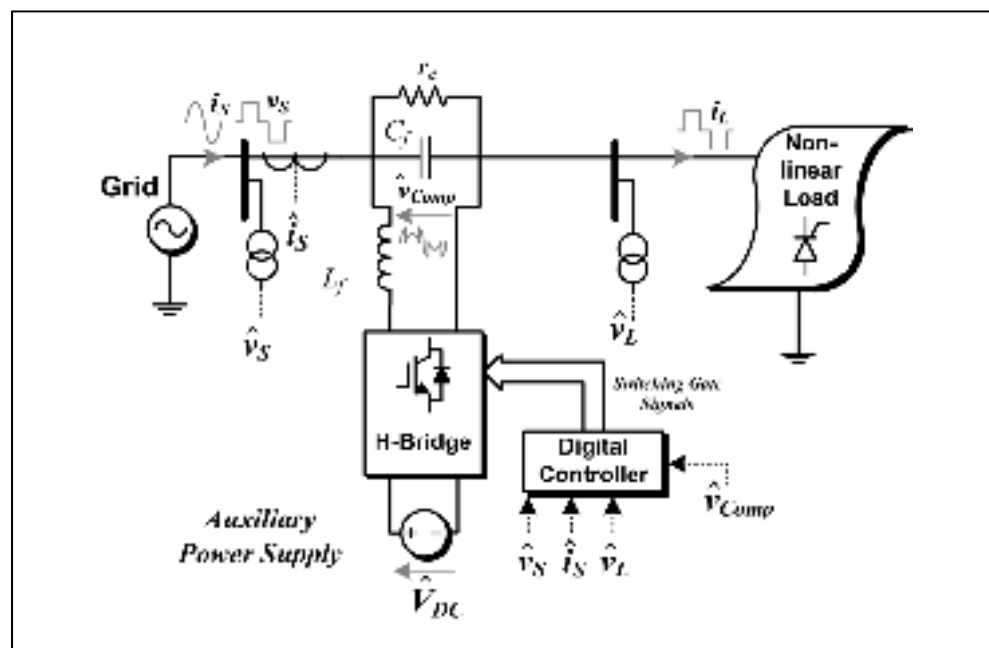 r_c
i_S
v_S
C_f
i_L
Non-
linear
Load
Grid
v̂_Comp
î_S
L_f
v̂_S
v̂_L
Switching Gate
Signals
H-Bridge
Digital
Controller
v̂_Comp
Auxiliary
Power Supply
v̂_S
î_S
v̂_L
V̂_DC